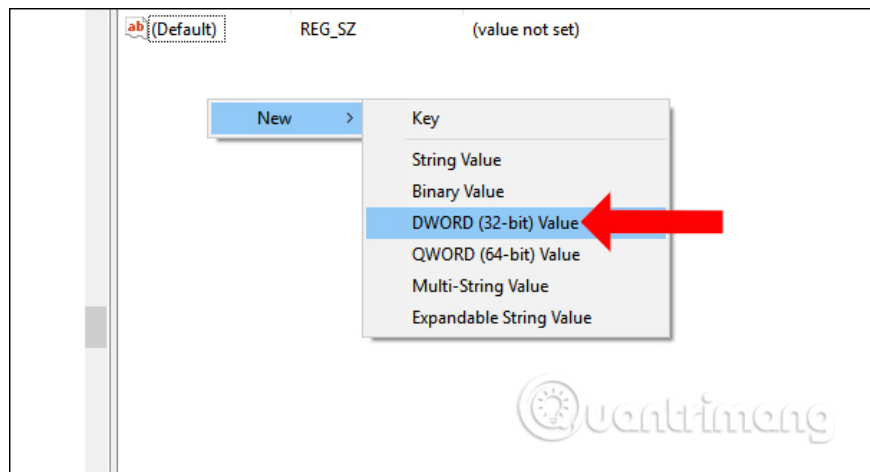 ab (Default) REG_SZ (value not set)
New > Key
String Value
Binary Value
DWORD (32-bit) Value
QWORD (64-bit) Value
Multi-String Value
Expandable String Value
Quantrimang